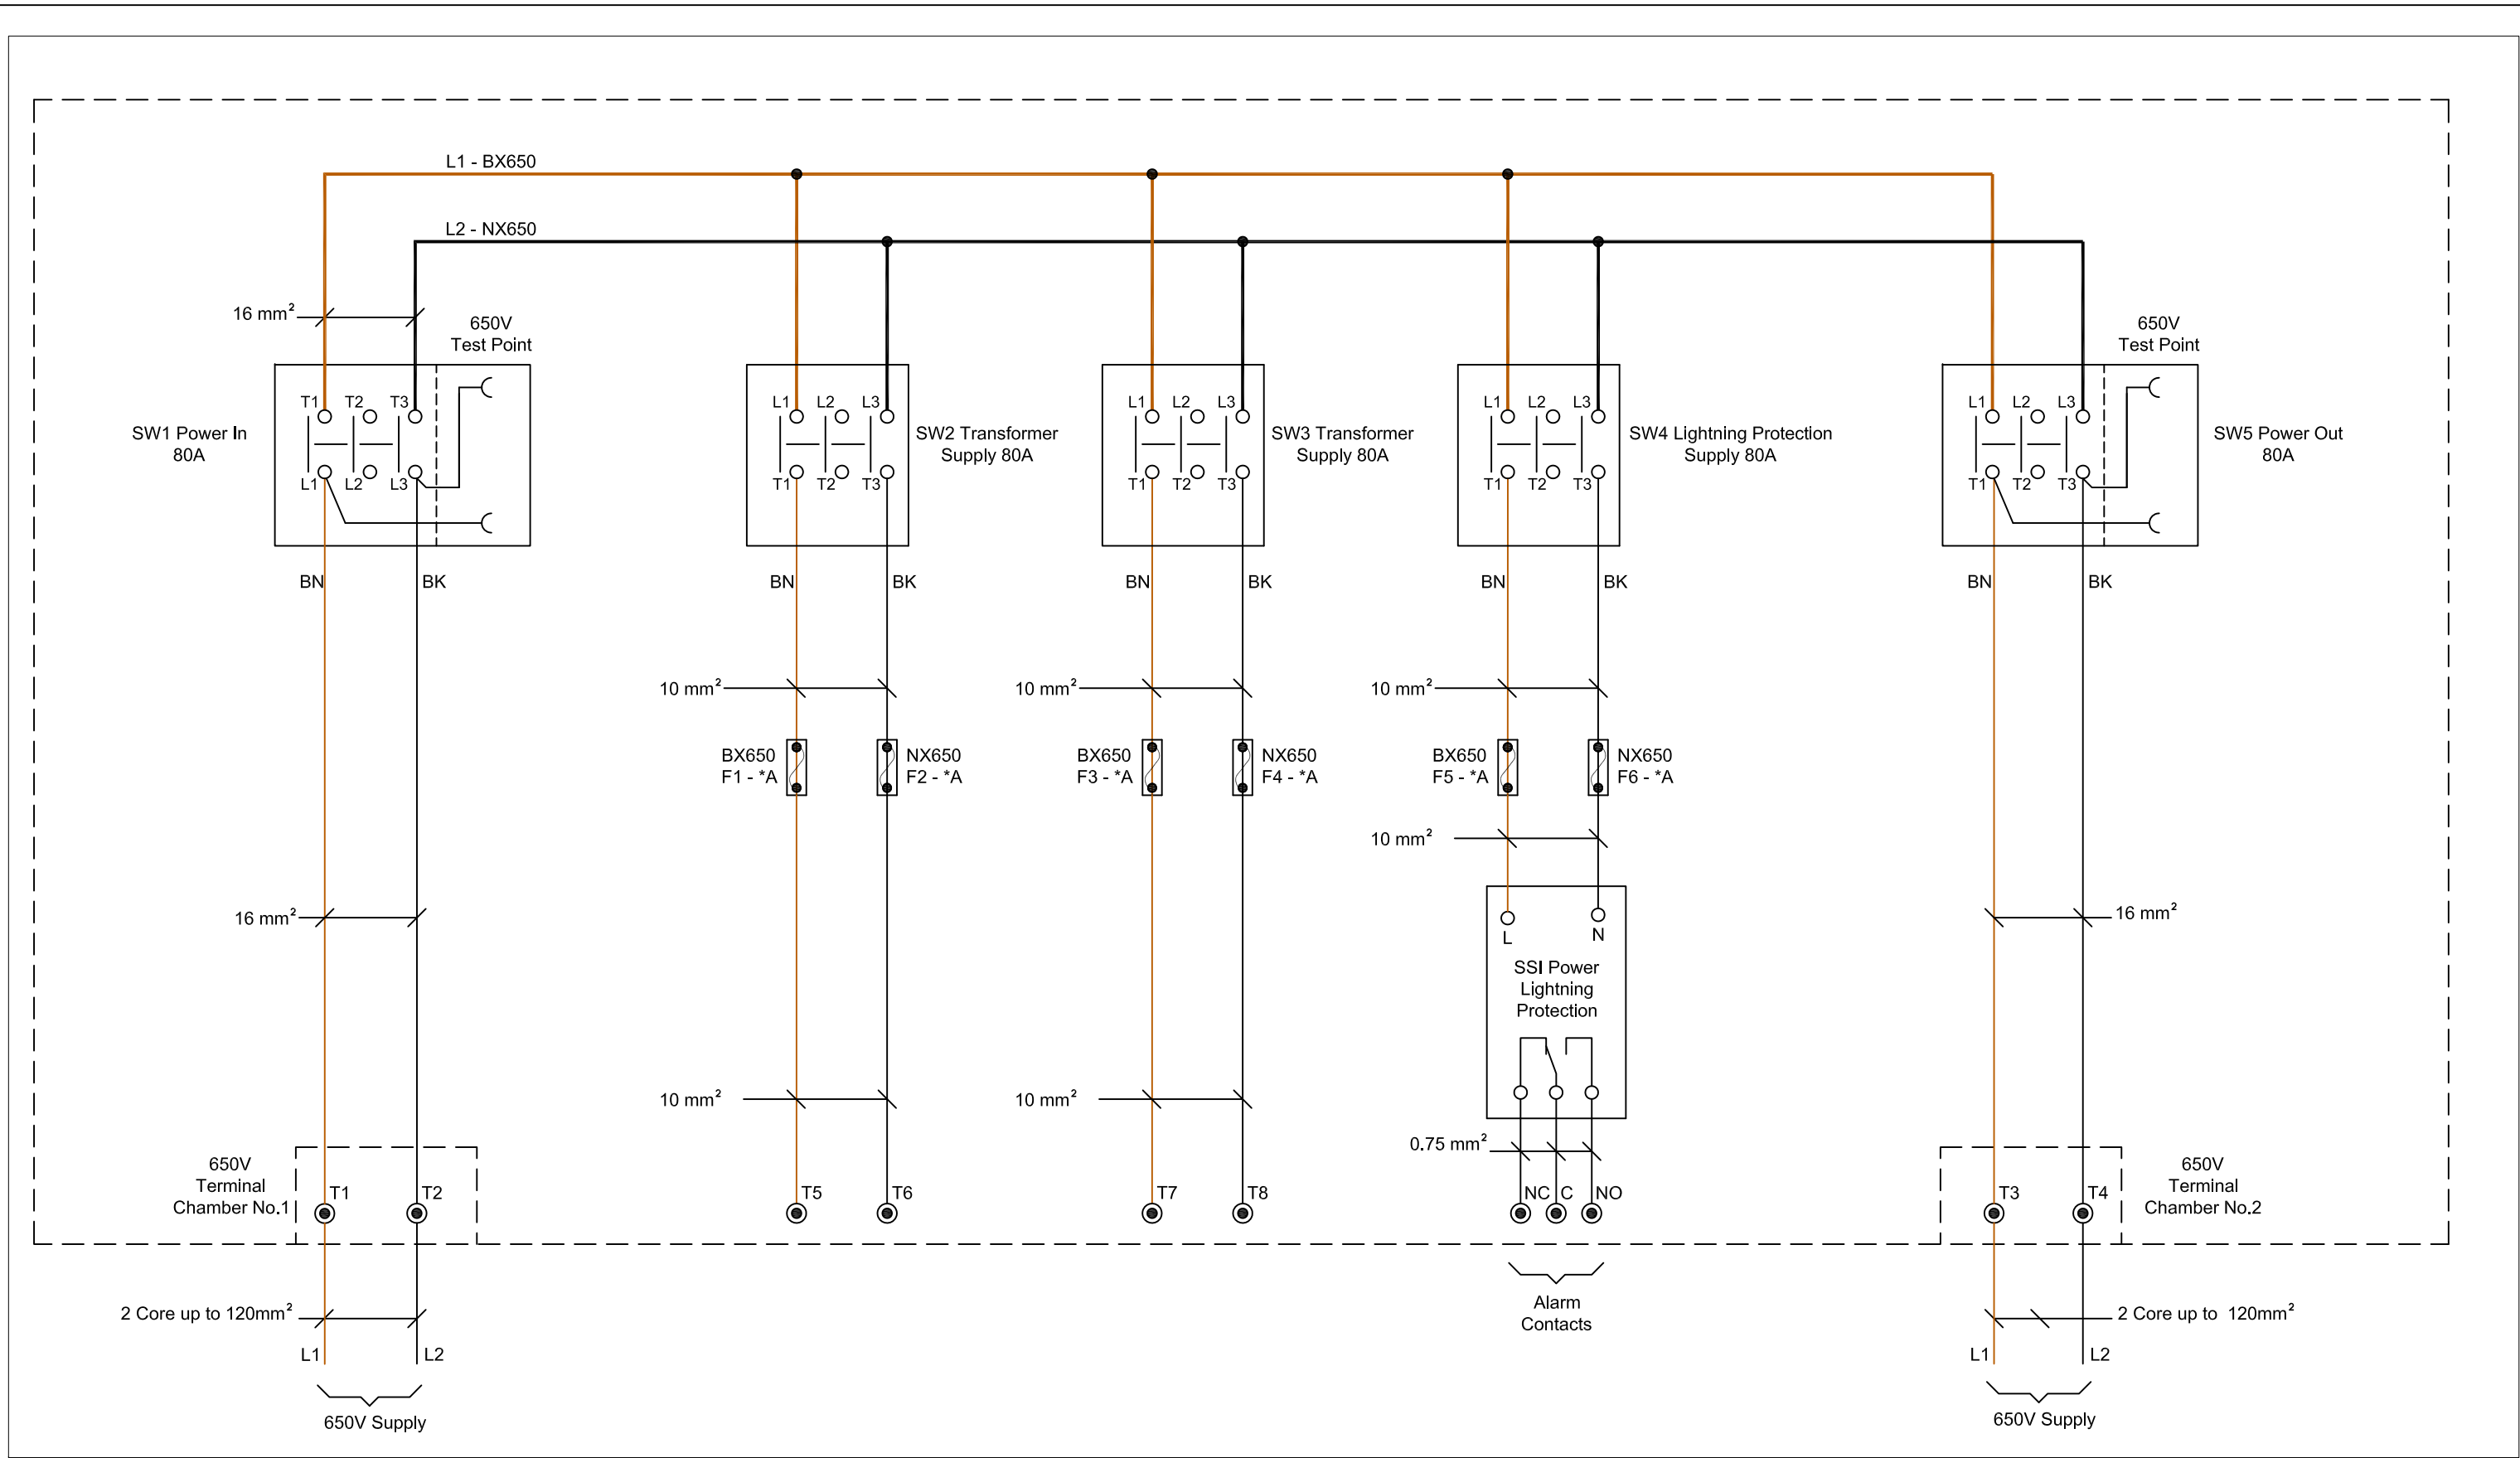 L1 - BX650
L2 - NX650
16 mm²
650V
Test Point
650V
Test Point
T1 T2 T3
L1 L2 L3
L1 L2 L3
L1 L2 L3
L1 L2 L3
SW1 Power In
80A
SW2 Transformer
Supply 80A
SW3 Transformer
Supply 80A
SW4 Lightning Protection
Supply 80A
SW5 Power Out
80A
L1 L2 L3
T1 T2 T3
T1 T2 T3
T1 T2 T3
T1 T2 T3
BN BK
BN BK
BN BK
BN BK
BN BK
10 mm²
10 mm²
10 mm²
BX650
F1 - *A
NX650
F2 - *A
BX650
F3 - *A
NX650
F4 - *A
BX650
F5 - *A
NX650
F6 - *A
10 mm²
16 mm²
16 mm²
L N
SSI Power
Lightning
Protection
10 mm²
10 mm²
0.75 mm²
650V
Terminal
Chamber No.1
T1 T2
T5 T6
T7 T8
NC C NO
T3 T4
650V
Terminal
Chamber No.2
Alarm
Contacts
2 Core up to 120mm²
2 Core up to 120mm²
L1 L2
L1 L2
650V Supply
650V Supply